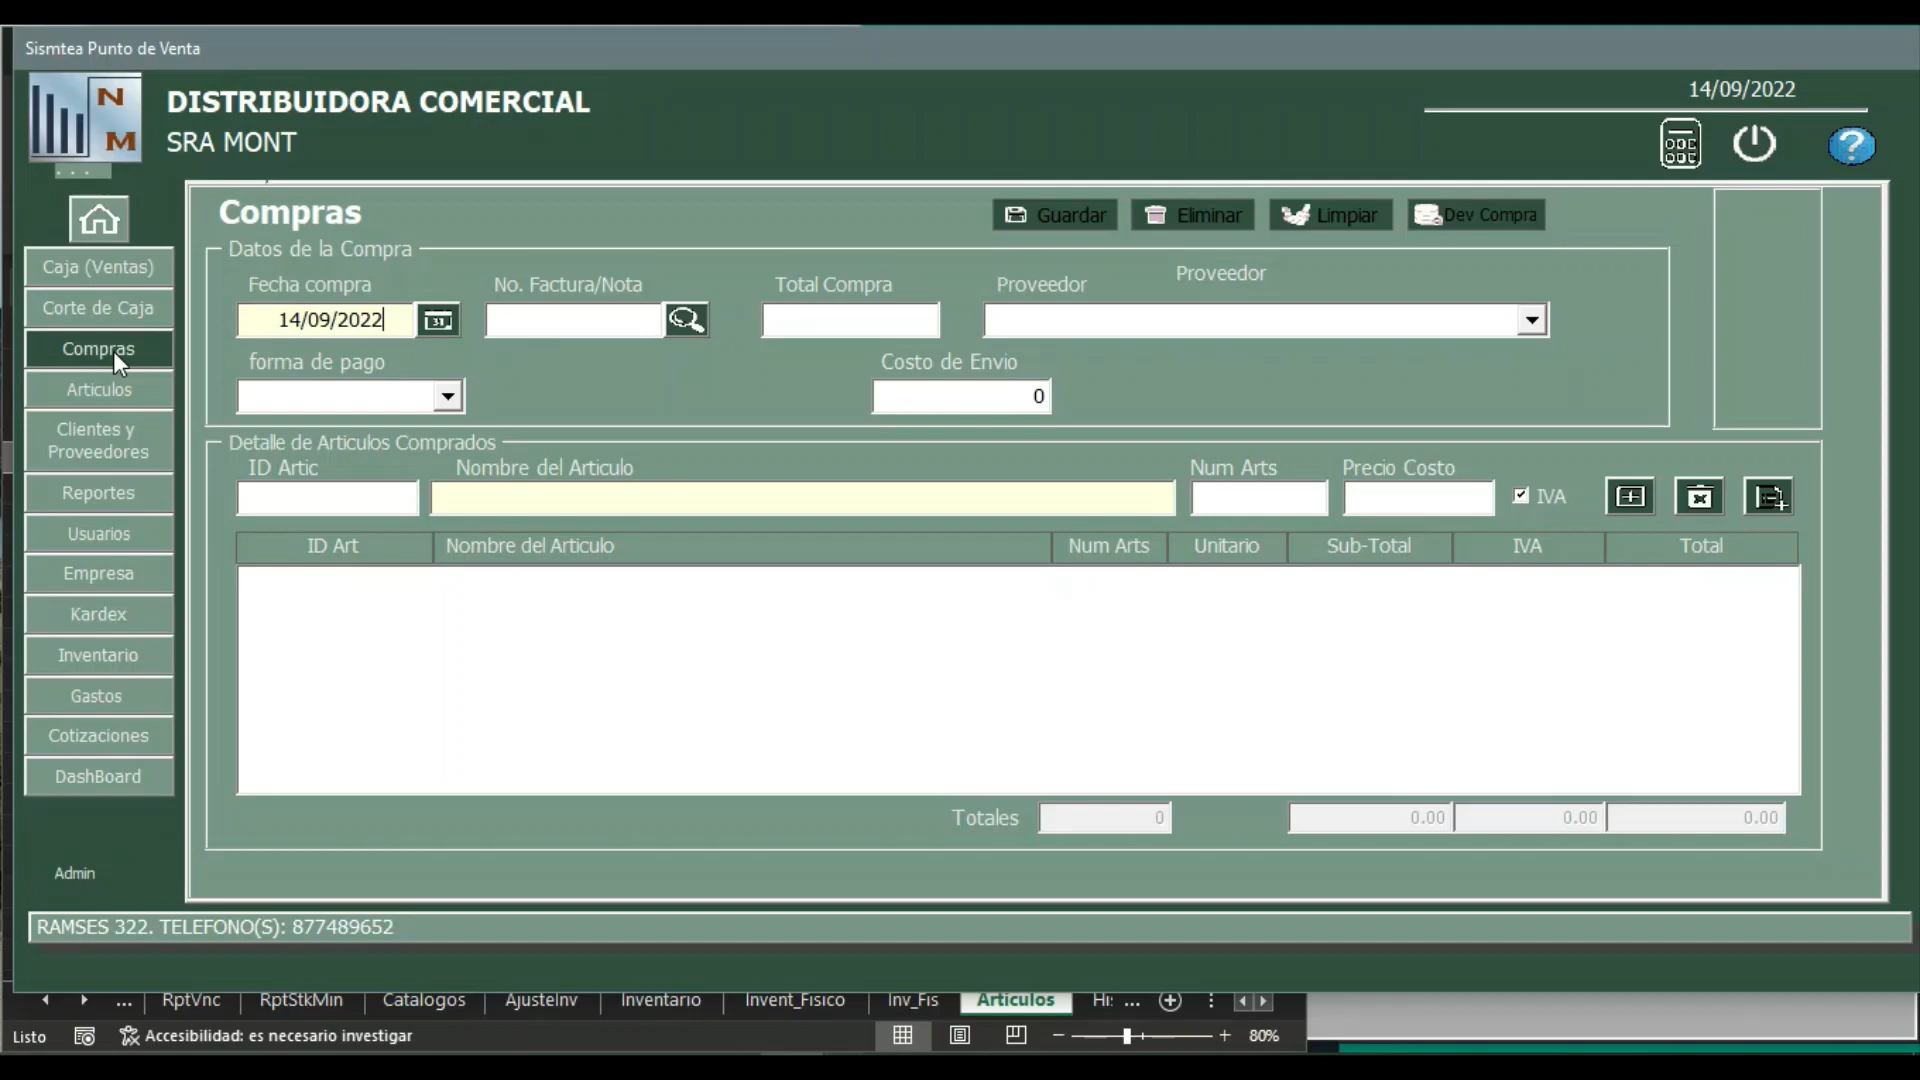 Sismtea Punto de Venta
N
M
DISTRIBUIDORA COMERCIAL
SRA MONT
14/09/2022
Compras
Guardar
Eliminar
Limpiar
Dev Compra
Datos de la Compra
Fecha compra
No. Factura/Nota
Total Compra
Proveedor
Proveedor
14/09/2022
31
forma de pago
Costo de Envio
0
Detalle de Articulos Comprados
ID Artic
Nombre del Articulo
Num Arts
Precio Costo
IVA
ID Art
Nombre del Articulo
Num Arts
Unitario
Sub-Total
IVA
Total
Totales
0
0.00
0.00
0.00
Caja (Ventas)
Corte de Caja
Compras
Articulos
Clientes y
Proveedores
Reportes
Usuarios
Empresa
Kardex
Inventario
Gastos
Cotizaciones
DashBoard
Admin
RAMSES 322. TELEFONO(S): 877489652
...
RptVnc
RptStkMin
Catalogos
AjusteInv
Inventario
Invent_Fisico
Inv_Fis
Articulos
Hi: ...
Listo
Accesibilidad: es necesario investigar
80%